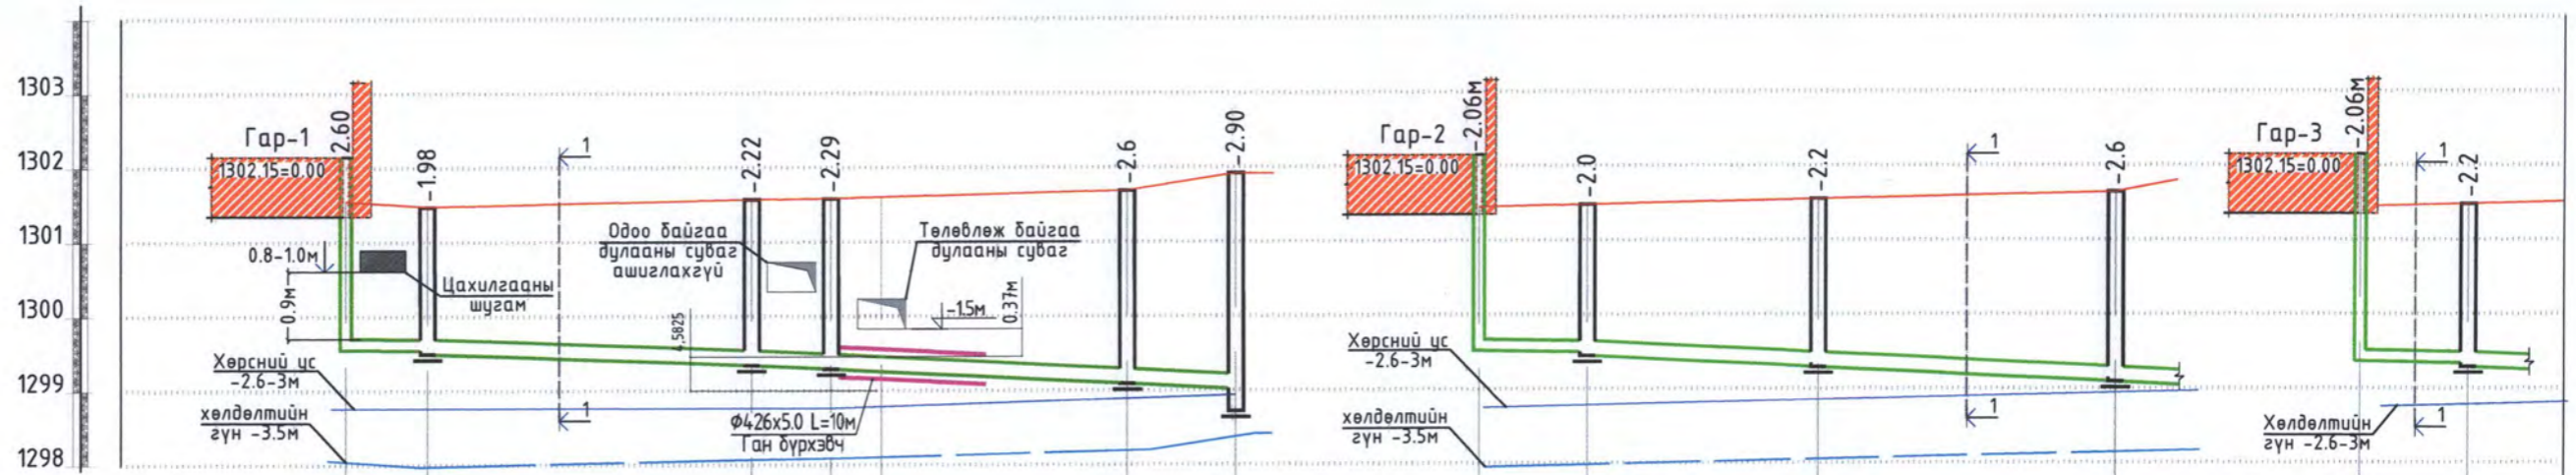 1303
1302
1301
1300
1299
1298
Гар-1
1302.15=0.00
-2.60
-1.98
1
-2.22
-2.29
-2.6
-2.90
0.8-1.0м
0.9м
Цахилгааны
шугам
Одоо байгаа
дулааны суваг
ашиглахгүй
Төлөвлөж байгаа
дулааны суваг
-1.5м
0.37м
4,5825
Хөрсний ус
-2.6-3м
хөлдөлтийн
гүн -3.5м
1
Ф426х5.0 L=10м
Ган бүрхэвч
Гар-2
1302.15=0.00
-2.06м
-2.0
-2.2
1
-2.6
Хөрсний ус
-2.6-3м
хөлдөлтийн
гүн -3.5м
1
Гар-3
1302.15=0.00
-2.06м
1
-2.2
Хөлдөлтийн
гүн -2.6-3м
1